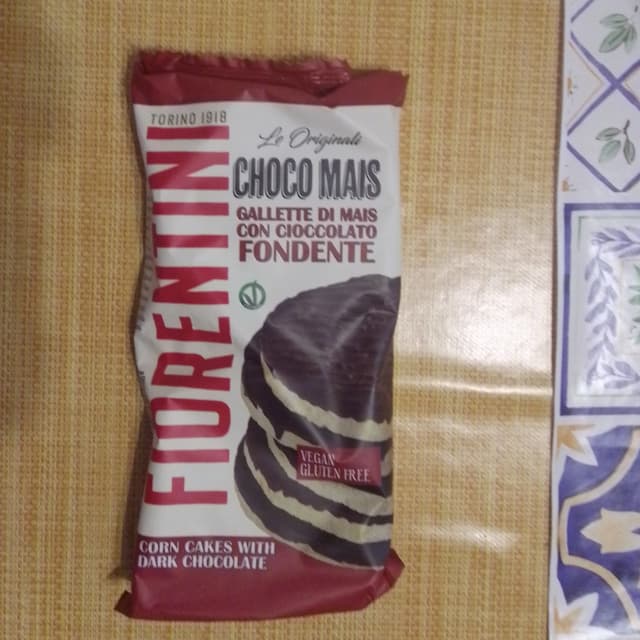 TORINO 1918
FIORENTINI
Le Originali
CHOCO MAIS
GALLETTE DI MAIS
CON CIOCCOLATO
FONDENTE
VEGAN
GLUTEN FREE
CORN CAKES WITH
DARK CHOCOLATE